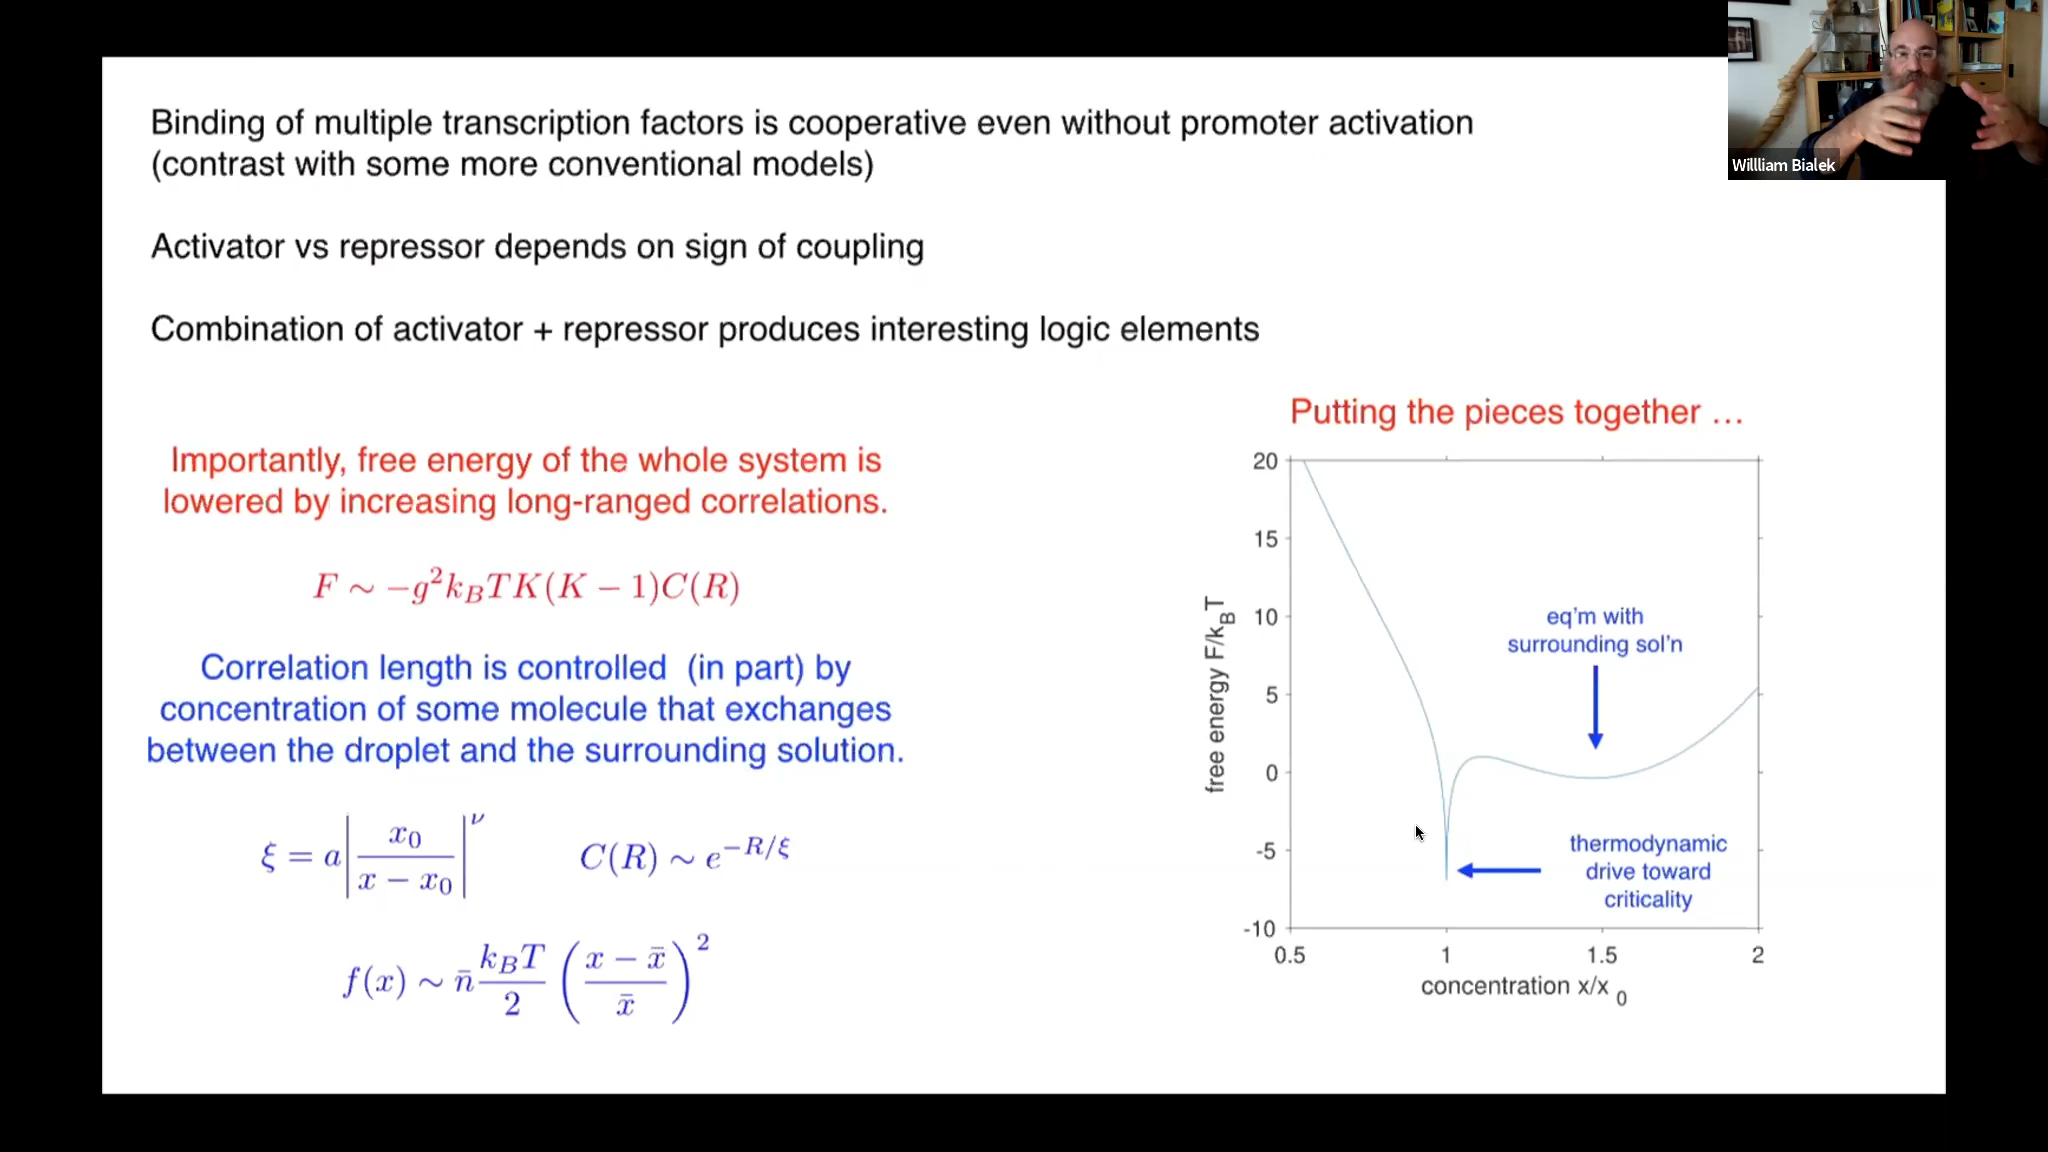 Binding of multiple transcription factors is cooperative even without promoter activation
(contrast with some more conventional models)
Willliam Bialek
Activator vs repressor depends on sign of coupling
Combination of activator + repressor produces interesting logic elements
Importantly, free energy of the whole system is
lowered by increasing long-ranged correlations.
F ∼ −g²k_BTK(K − 1)C(R)
Correlation length is controlled (in part) by
concentration of some molecule that exchanges
between the droplet and the surrounding solution.
ξ = a|x₀/(x − x₀)|^ν  C(R) ∼ e^{−R/ξ}
f(x) ∼ n̄ k_BT/2 ((x − x̄)/x̄)²
Putting the pieces together ...
20
15
10
5
0
-5
-10
free energy F/k_BT
eq'm with
surrounding sol'n
thermodynamic
drive toward
criticality
0.5 1 1.5 2
concentration x/x₀